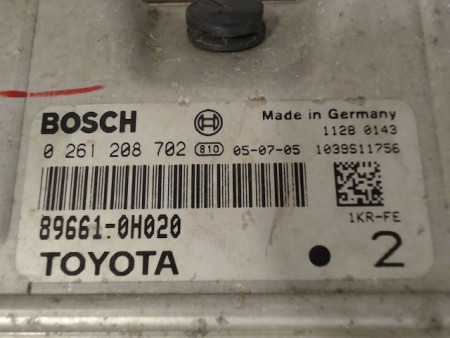 BOSCH Made in Germany
1128 0143
0 261 208 702 810 05-07-05 1039S11756
1KR-FE
89661-0H020
TOYOTA 2